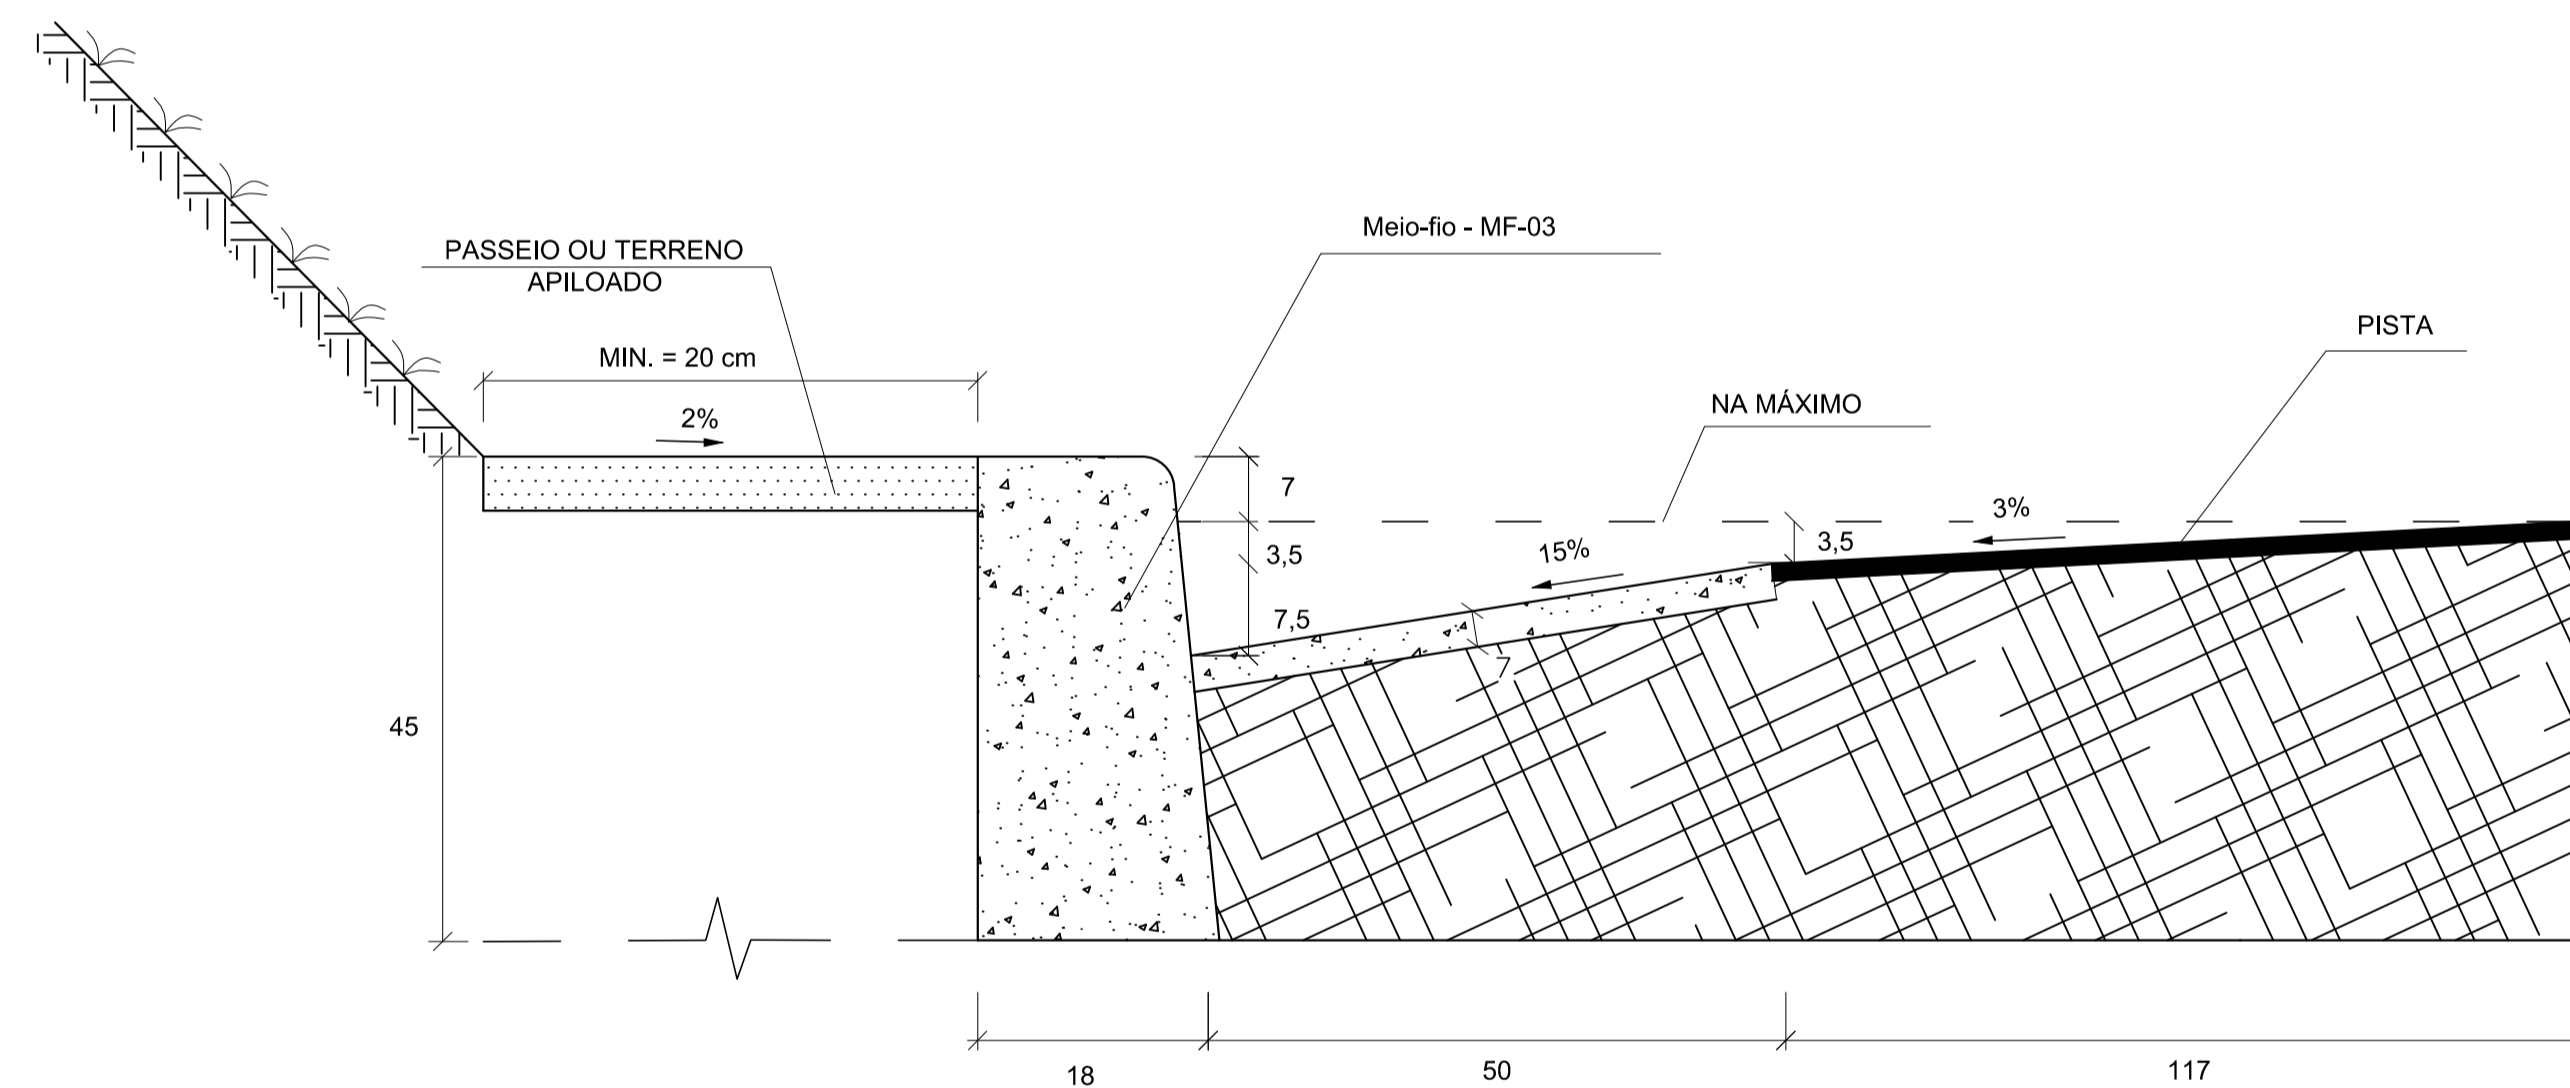 Meio-fio - MF-03
PASSEIO OU TERRENO
APILOADO
PISTA
MIN. = 20 cm
NA MÁXIMO
2%
7
3%
3,5
15%
3,5
7,5
7
45
18
50
117